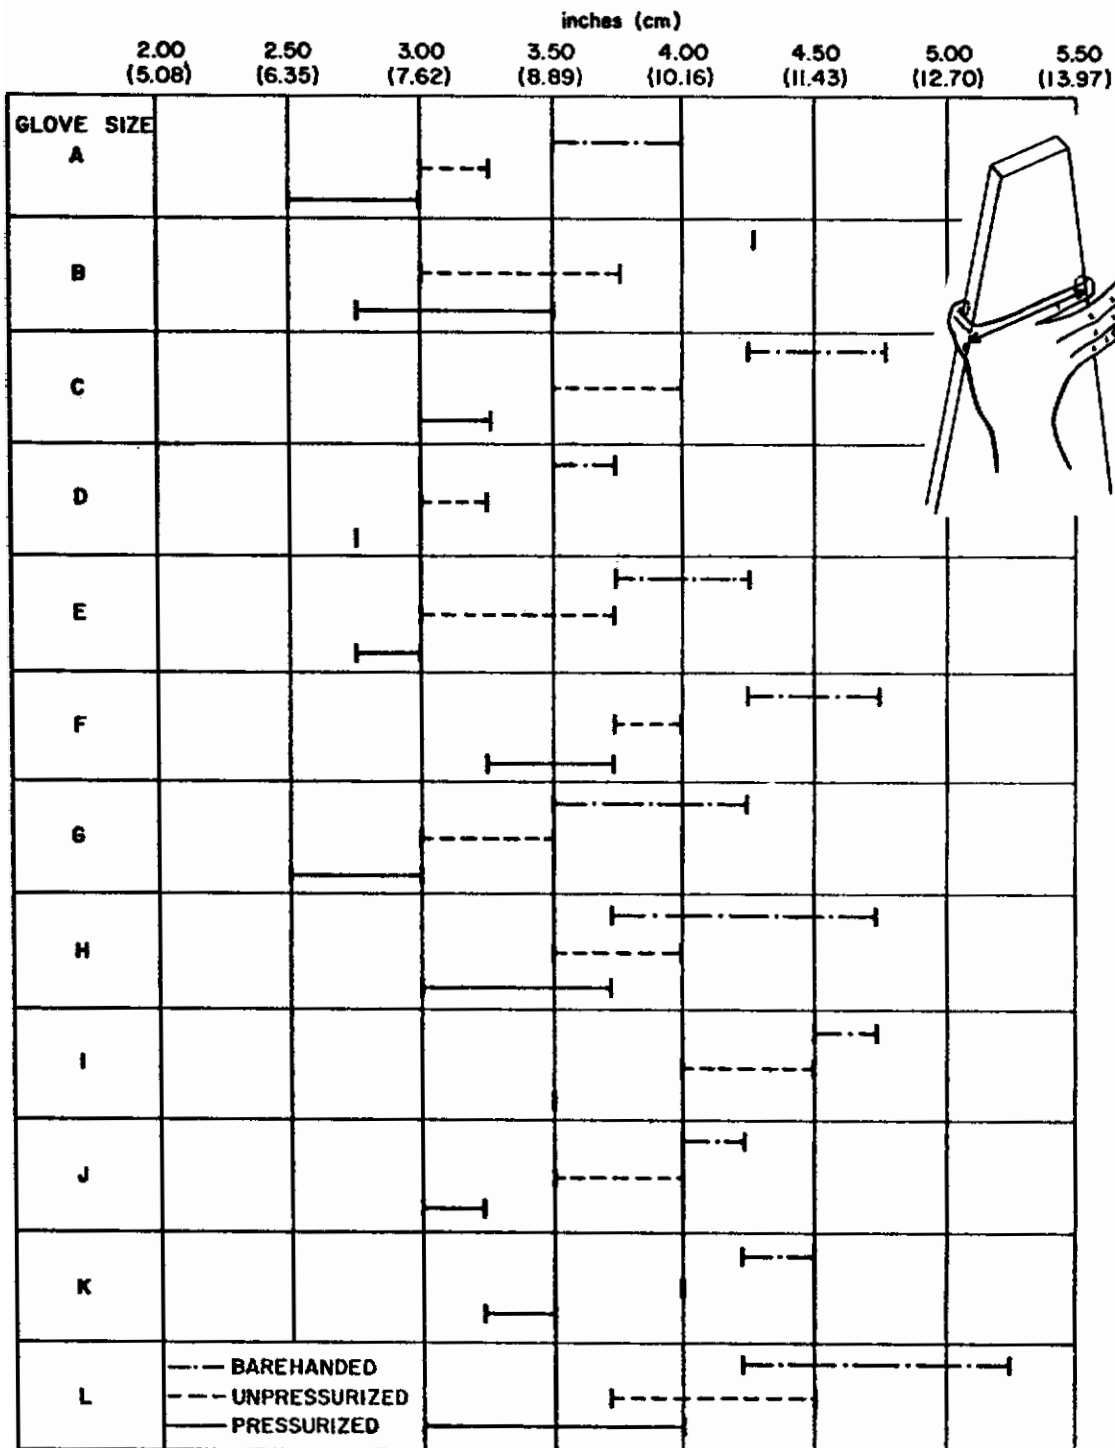 inches (cm)
2.00 2.50 3.00 3.50 4.00 4.50 5.00 5.50
(5.08) (6.35) (7.62) (8.89) (10.16) (11.43) (12.70) (13.97)
GLOVE SIZE
A
B
C
D
E
F
G
H
I
J
K
L
BAREHANDED
UNPRESSURIZED
PRESSURIZED